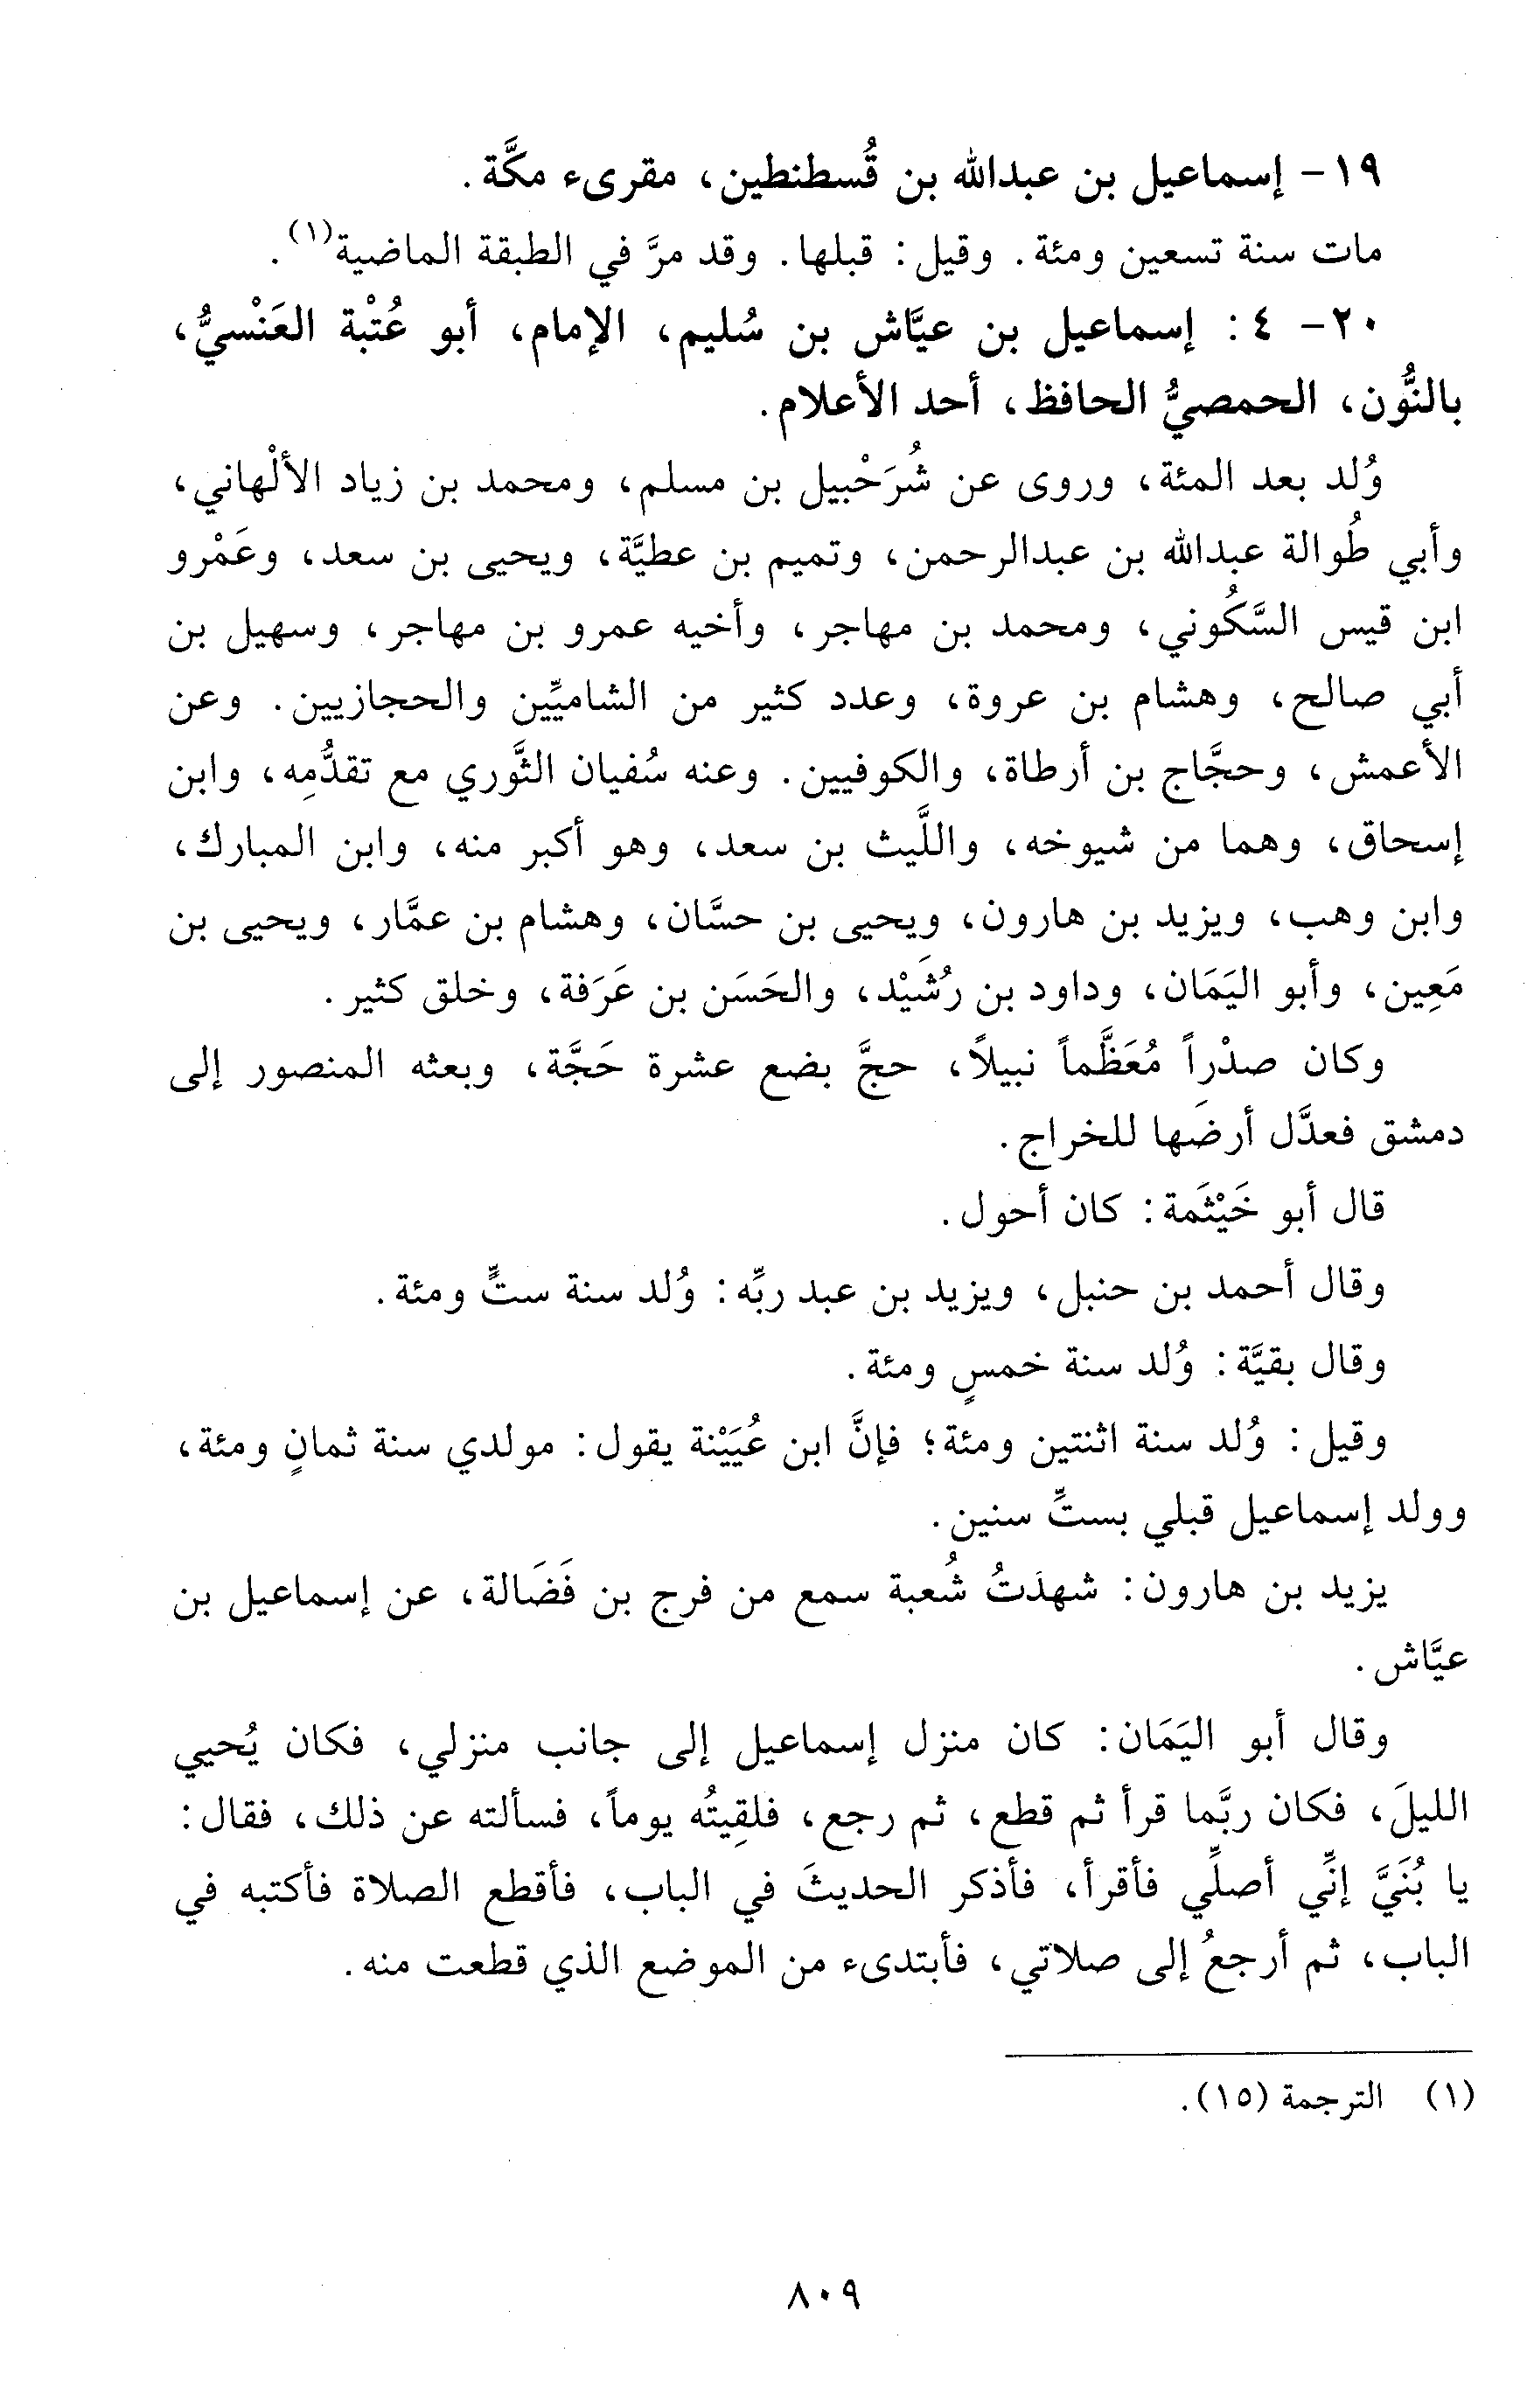 ١٩- إسماعيل بن عبدالله بن قُسطنطين، مقرىء مكَّة.
مات سنة تسعين ومئة. وقيل: قبلها. وقد مرَّ في الطبقة الماضية(١).
٢٠- ٤: إسماعيل بن عيَّاش بن سُليم، الإمام، أبو عُتْبة العَنْسيُّ،
بالنُّون، الحمصيُّ الحافظ، أحد الأعلام.
وُلد بعد المئة، وروى عن شُرَحْبيل بن مسلم، ومحمد بن زياد الألْهاني،
وأبي طُوالة عبدالله بن عبدالرحمن، وتميم بن عطيَّة، ويحيى بن سعد، وعَمْرو
ابن قيس السَّكُوني، ومحمد بن مهاجر، وأخيه عمرو بن مهاجر، وسهيل بن
أبي صالح، وهشام بن عروة، وعدد كثير من الشاميِّين والحجازيين. وعن
الأعمش، وحجَّاج بن أرطاة، والكوفيين. وعنه سُفيان الثَّوري مع تقدُّمِه، وابن
إسحاق، وهما من شيوخه، واللَّيث بن سعد، وهو أكبر منه، وابن المبارك،
وابن وهب، ويزيد بن هارون، ويحيى بن حسَّان، وهشام بن عمَّار، ويحيى بن
مَعِين، وأبو اليَمَان، وداود بن رُشَيْد، والحَسَن بن عَرَفة، وخلق كثير.
وكان صدْراً مُعَظَّماً نبيلاً، حجَّ بضع عشرة حَجَّة، وبعثه المنصور إلى
دمشق فعدَّل أرضَها للخراج.
قال أبو خَيْثَمة: كان أحول.
وقال أحمد بن حنبل، ويزيد بن عبد ربِّه: وُلد سنة ستٍّ ومئة.
وقال بقيَّة: وُلد سنة خمسٍ ومئة.
وقيل: وُلد سنة اثنتين ومئة؛ فإنَّ ابن عُيَيْنة يقول: مولدي سنة ثمانٍ ومئة،
وولد إسماعيل قبلي بستِّ سنين.
يزيد بن هارون: شهدَتُ شُعبة سمع من فرج بن فَضَالة، عن إسماعيل بن
عيَّاش.
وقال أبو اليَمَان: كان منزل إسماعيل إلى جانب منزلي، فكان يُحيي
الليلَ، فكان ربَّما قرأ ثم قطع، ثم رجع، فلقِيتُه يوماً، فسألته عن ذلك، فقال:
يا بُنَيَّ إنِّي أصلِّي فأقرأ، فأذكر الحديثَ في الباب، فأقطع الصلاة فأكتبه في
الباب، ثم أرجعُ إلى صلاتي، فأبتدىء من الموضع الذي قطعت منه.
(١) الترجمة (١٥).
٨٠٩